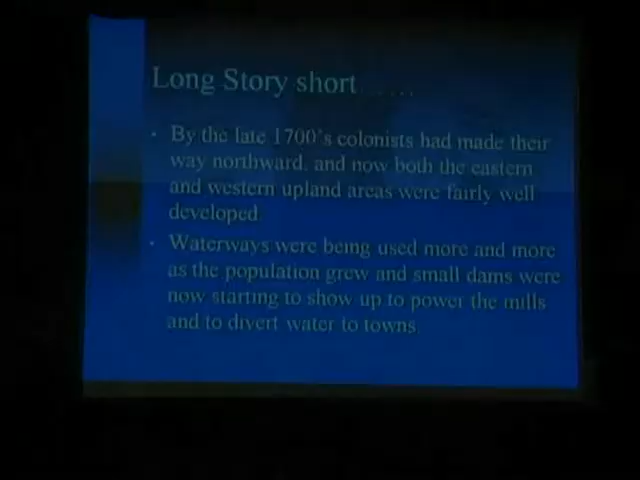 Long Story short ......
• By the late 1700's colonists had made their
way northward, and now both the eastern
and western upland areas were fairly well
developed.
• Waterways were being used more and more
as the population grew and small dams were
now starting to show up to power the mills
and to divert water to towns.